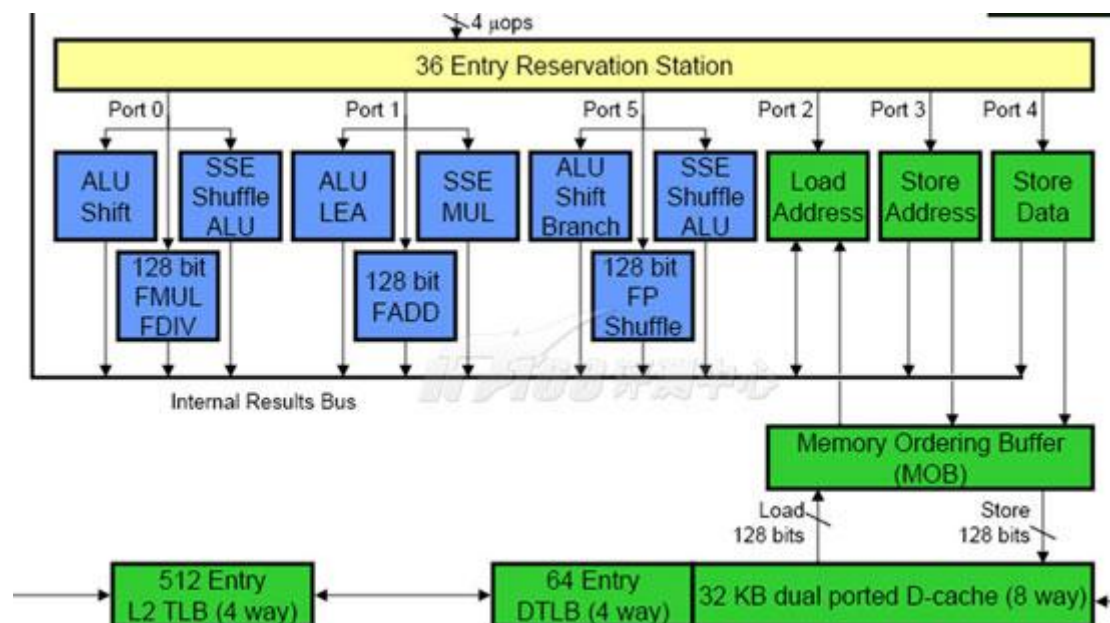 4 μops
36 Entry Reservation Station
Port 0
Port 1
Port 5
Port 2
Port 3
Port 4
ALU
Shift
SSE
Shuffle
ALU
ALU
LEA
SSE
MUL
ALU
Shift
Branch
SSE
Shuffle
ALU
Load
Address
Store
Address
Store
Data
128 bit
FMUL
FDIV
128 bit
FADD
128 bit
FP
Shuffle
评测中心
Internal Results Bus
Memory Ordering Buffer
(MOB)
Load
128 bits
Store
128 bits
512 Entry
L2 TLB (4 way)
64 Entry
DTLB (4 way)
32 KB dual ported D-cache (8 way)